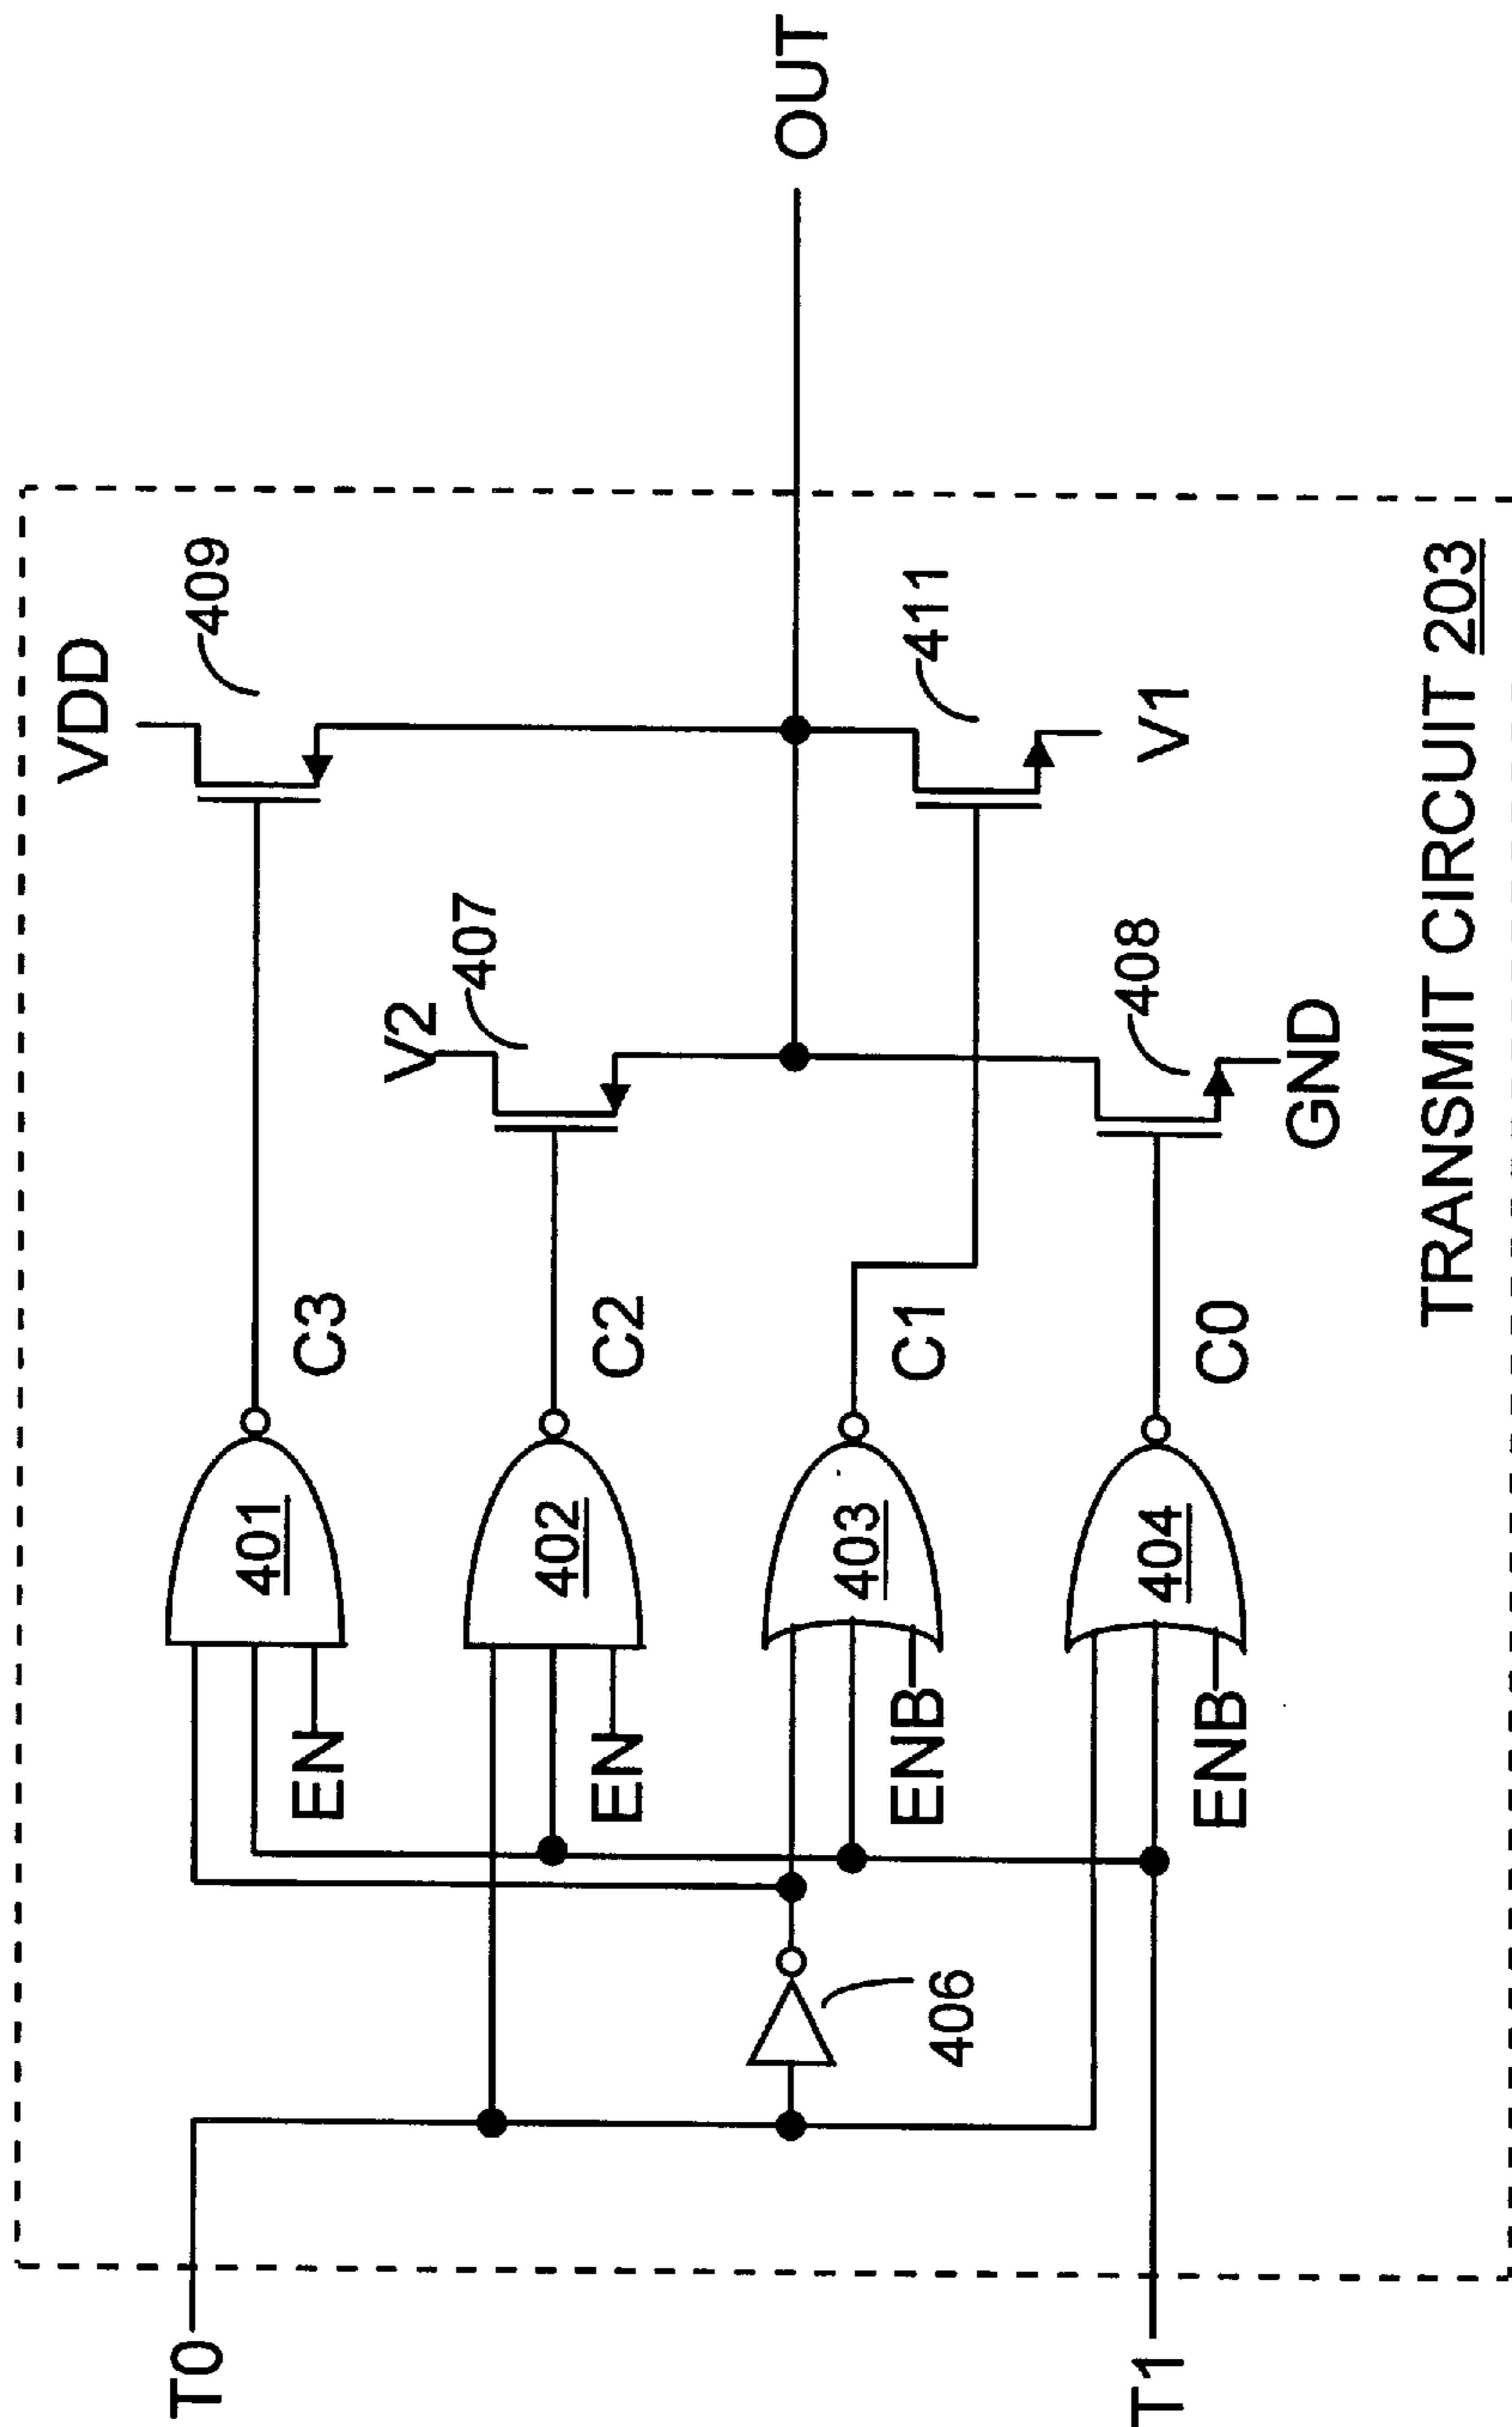 VDD
409
V2
407
OUT
411
V1
408
GND
C3
C2
C1
C0
401
402
403
404
EN
EN
ENB
ENB
406
T0
T1
TRANSMIT CIRCUIT 203